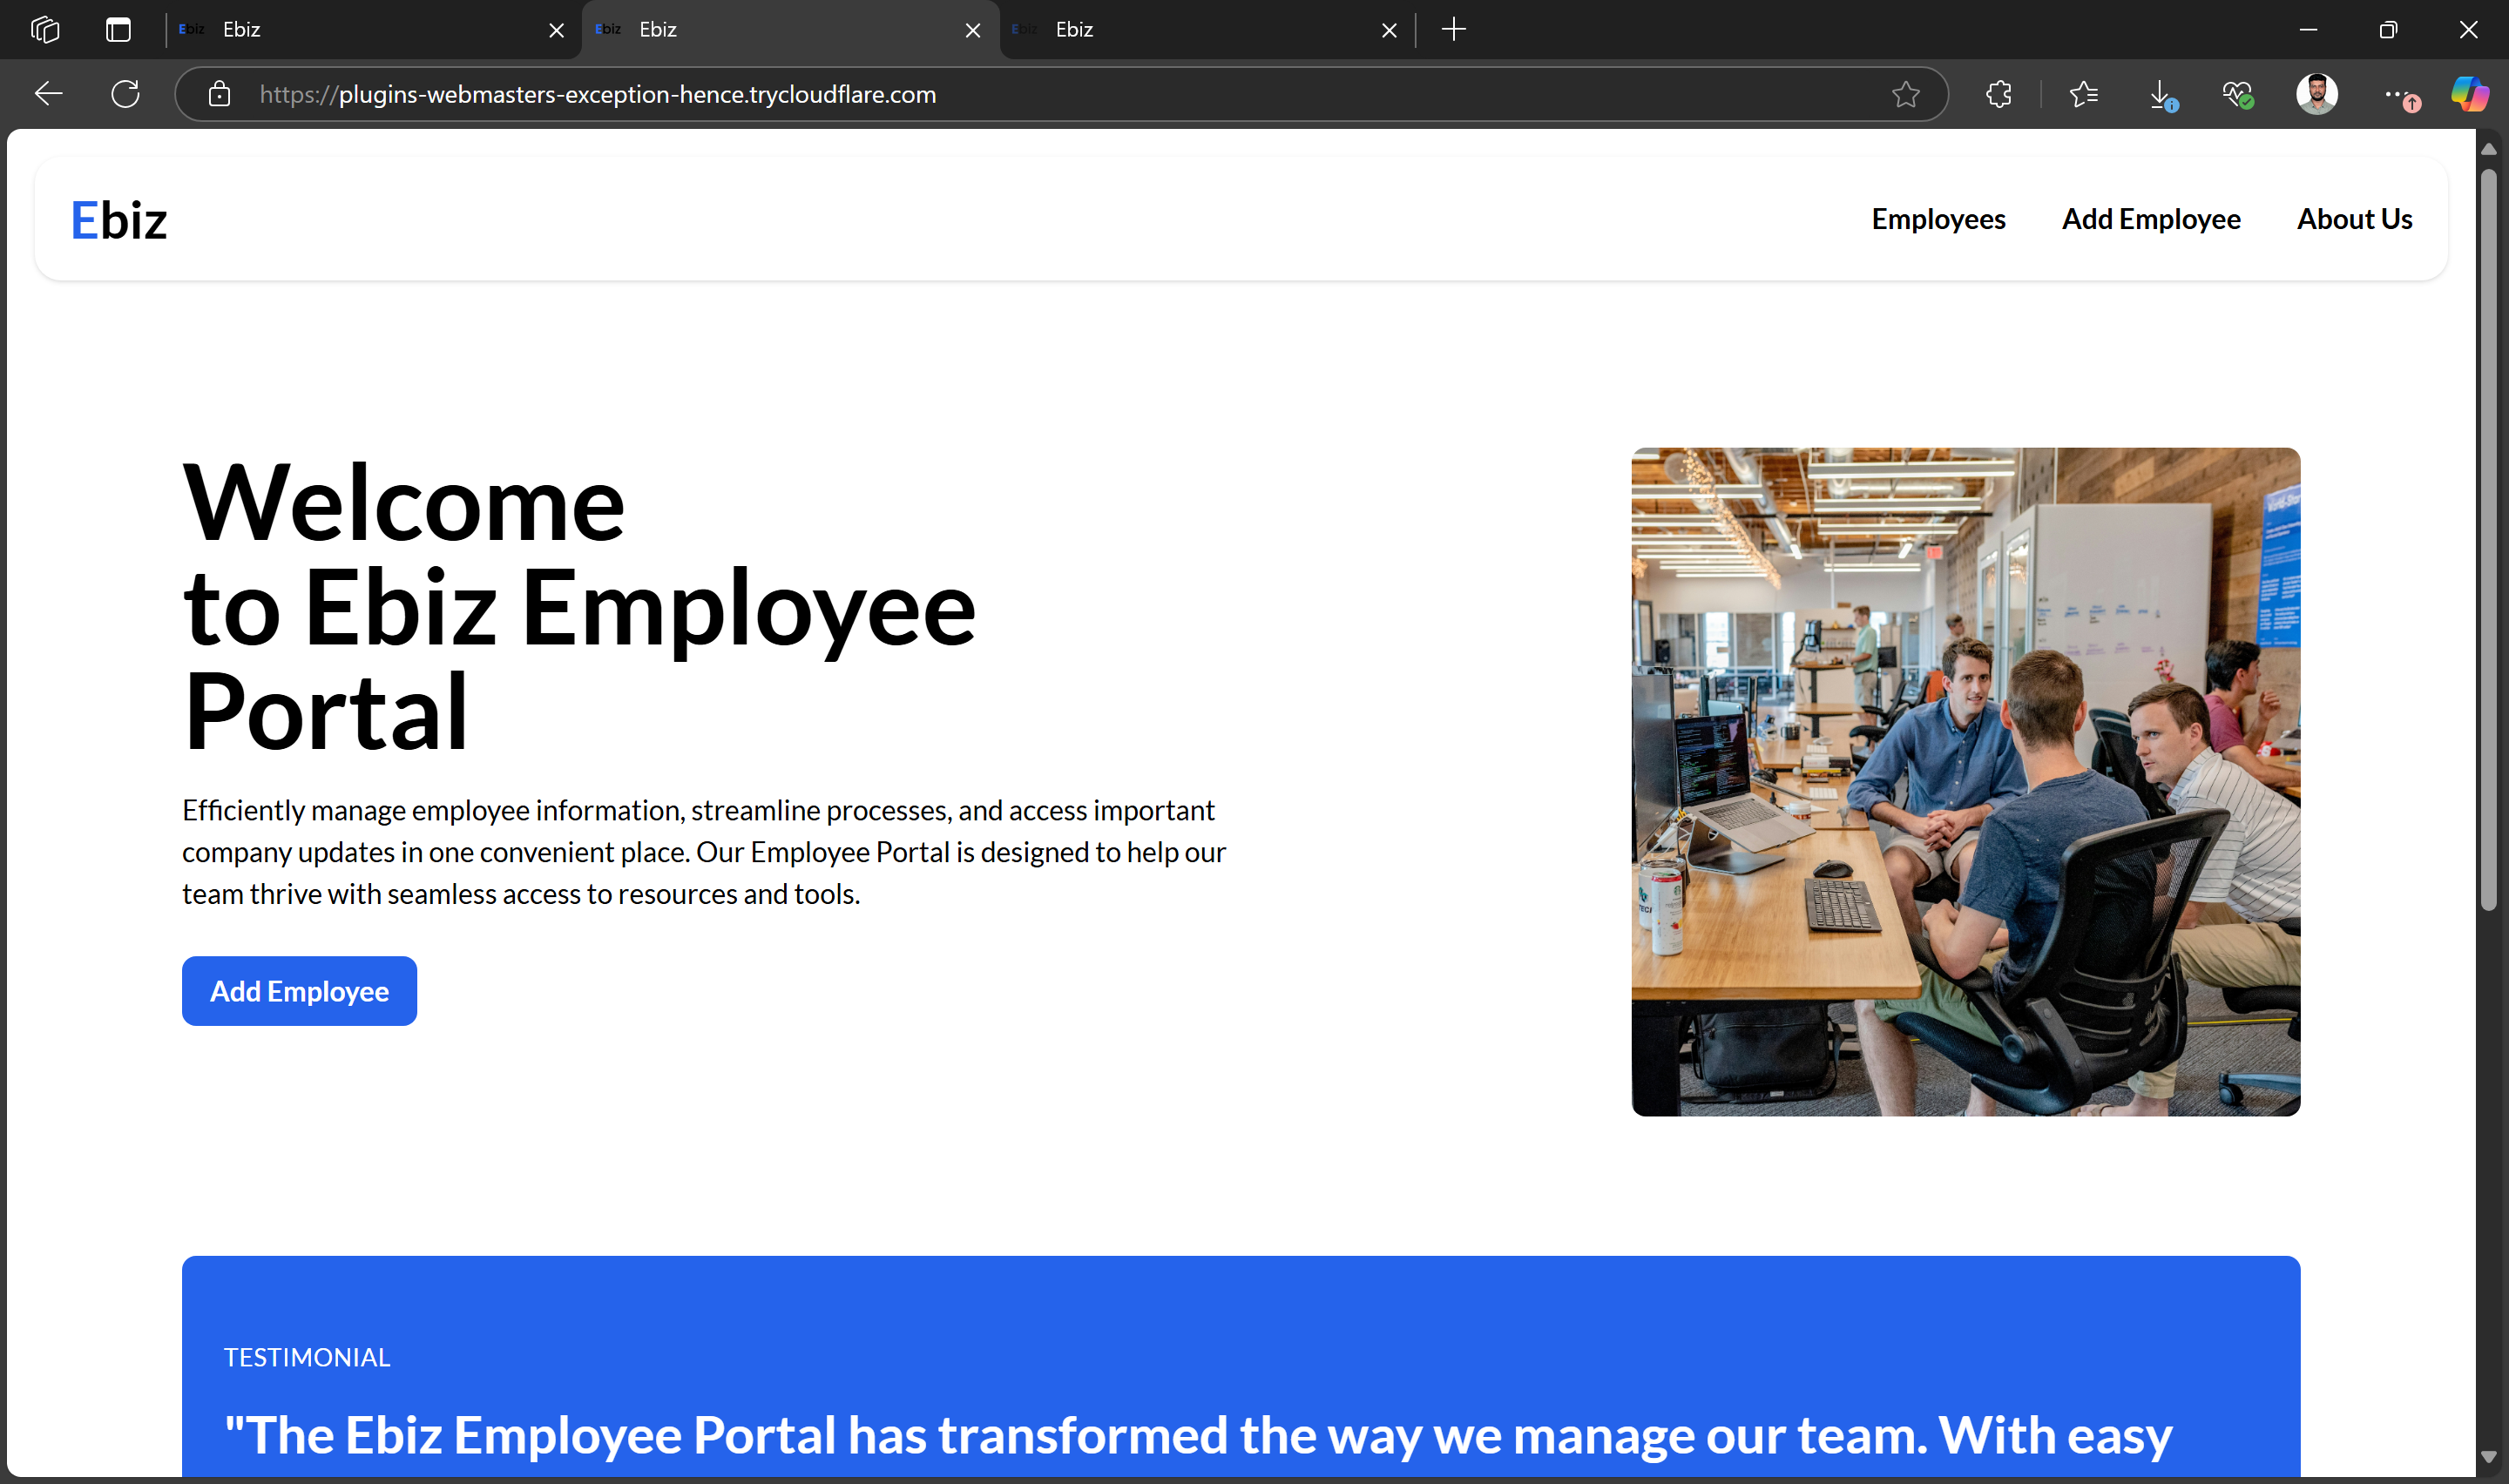 Ebiz
Ebiz
Ebiz
https://plugins-webmasters-exception-hence.trycloudflare.com
Ebiz
Employees
Add Employee
About Us
Welcome
to Ebiz Employee
Portal
Efficiently manage employee information, streamline processes, and access important
company updates in one convenient place. Our Employee Portal is designed to help our
team thrive with seamless access to resources and tools.
Add Employee
TESTIMONIAL
"The Ebiz Employee Portal has transformed the way we manage our team. With easy